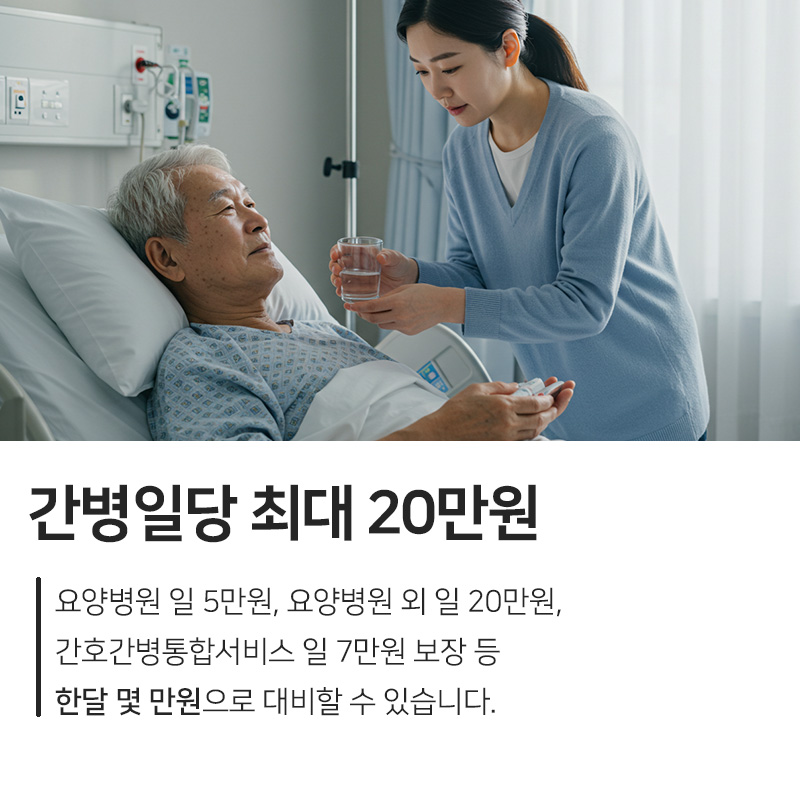 간병일당 최대 20만원
요양병원 일 5만원, 요양병원 외 일 20만원,
간호간병통합서비스 일 7만원 보장 등
한달 몇 만원으로 대비할 수 있습니다.